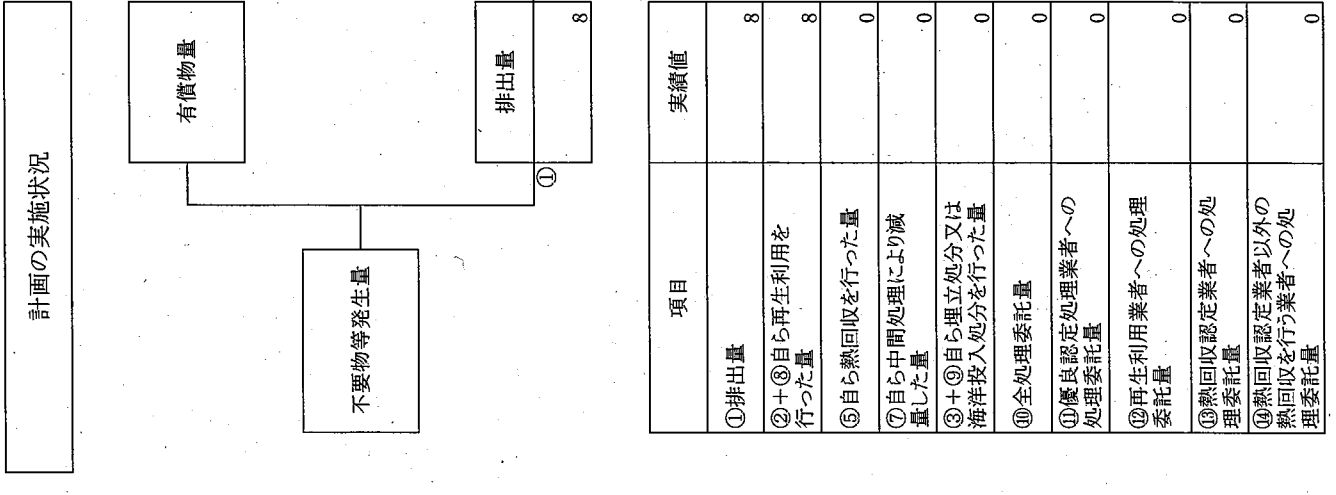 計画の実施状況
有償物量
不要物等発生量
排出量
①
8
項目
実績値
①排出量
8
②+⑧自ら再生利用を
行った量
8
⑤自ら熱回収を行った量
0
⑦自ら中間処理により減
量した量
0
③+⑨自ら埋立処分又は
海洋投入処分を行った量
0
⑩全処理委託量
0
⑪優良認定処理業者への
処理委託量
0
⑫再生利用業者への処理
委託量
0
⑬熱回収認定業者への処
理委託量
0
⑭熱回収認定業者以外の
熱回収を行う業者への処
理委託量
0